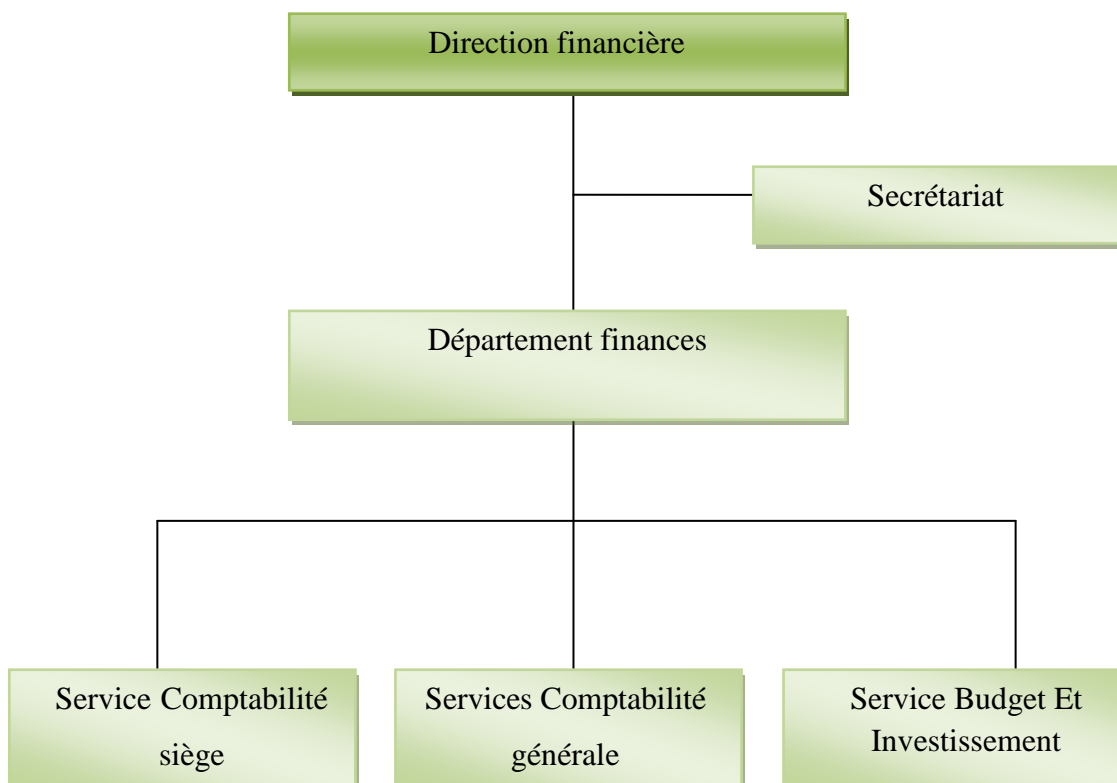 Direction financière
Secrétariat
Département finances
Service Comptabilité
siège
Services Comptabilité
générale
Service Budget Et
Investissement